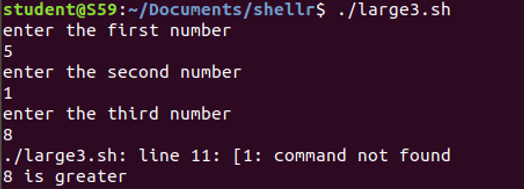 student@S59:~/Documents/shellr$ ./large3.sh
enter the first number
5
enter the second number
1
enter the third number
8
./large3.sh: line 11: [1: command not found
8 is greater